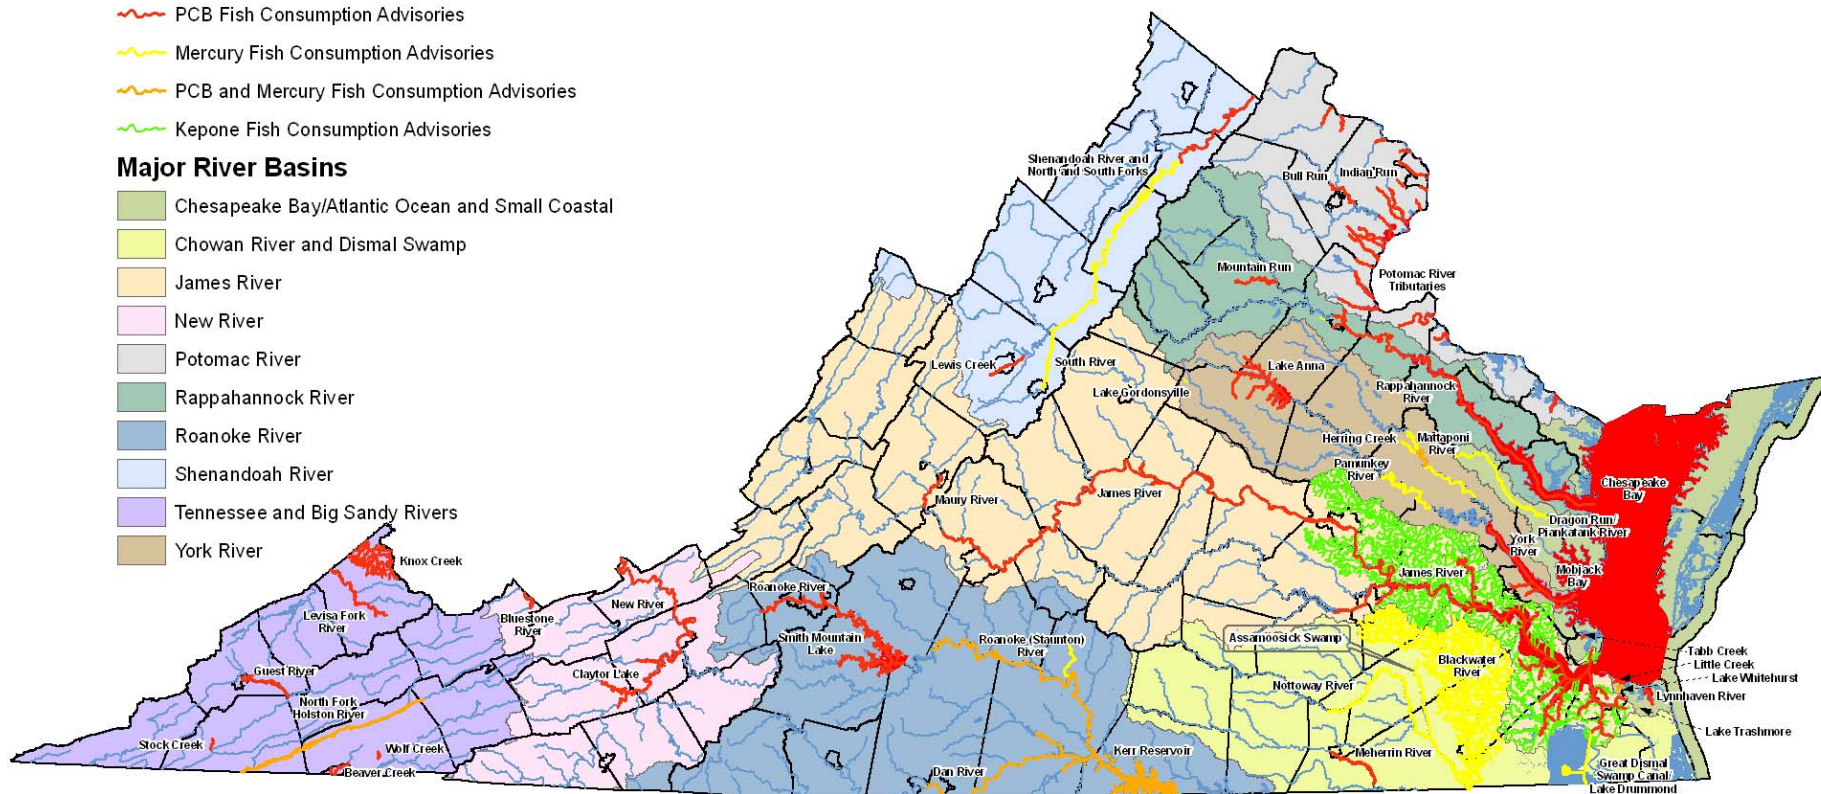 PCB Fish Consumption Advisories
Mercury Fish Consumption Advisories
PCB and Mercury Fish Consumption Advisories
Kepone Fish Consumption Advisories
Major River Basins
Chesapeake Bay/Atlantic Ocean and Small Coastal
Chowan River and Dismal Swamp
James River
New River
Potomac River
Rappahannock River
Roanoke River
Shenandoah River
Tennessee and Big Sandy Rivers
York River
Shenandoah River and
North and South Forks
Bull Run
Indian Run
Mountain Run
Potomac River
Tributaries
Lewis Creek
South River
Lake Anna
Lake Gordonsville
Rappahannock
River
Herring Creek
Mattaponi
River
Pamunkey
River
Chesapeake
Bay
Maury River
James River
Dragon Run/
Piankatank River
York
River
Mobjack
Bay
James River
Knox Creek
Levisa Fork
River
Bluestone
River
New River
Roanoke River
Smith Mountain
Lake
Roanoke (Staunton)
River
Assamoosick Swamp
Blackwater
River
Tabb Creek
Little Creek
Lake Whitehurst
Lynnhaven River
Lake Trashmore
Guest River
Claytor Lake
Nottoway River
North Fork
Holston River
Stock Creek
Wolf Creek
Beaver Creek
Dan River
Kerr Reservoir
Meherrin River
Great Dismal
Swamp Canal/
Lake Drummond